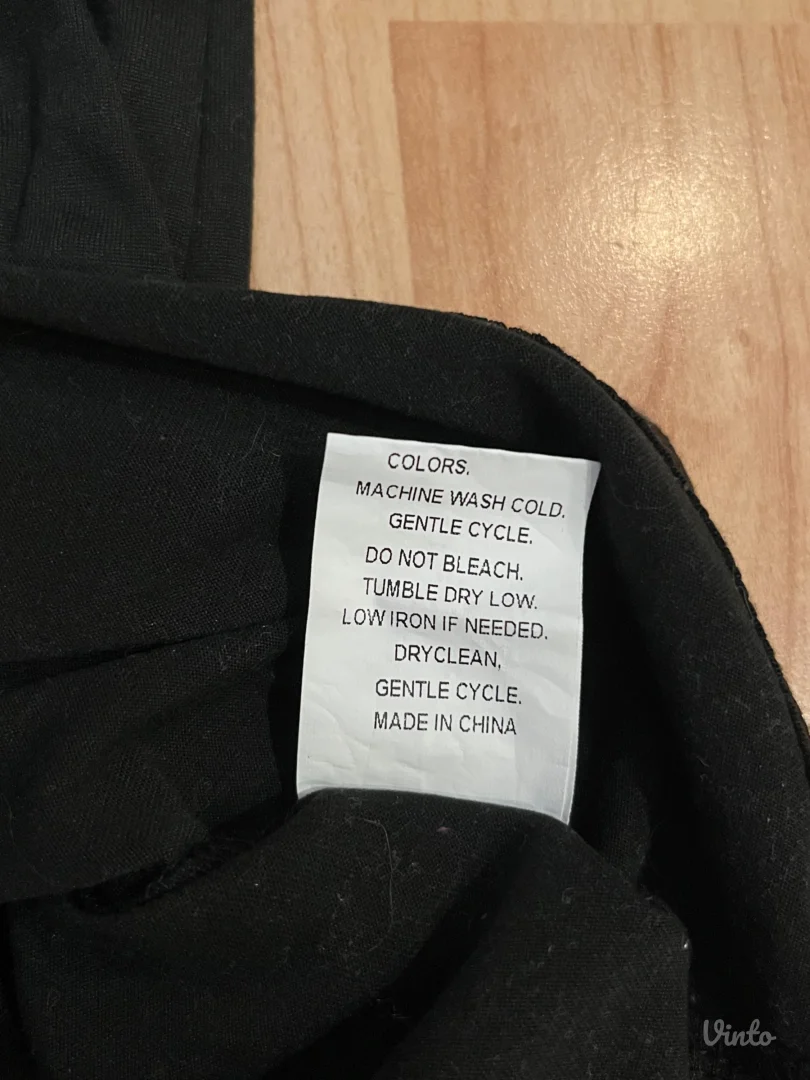 COLORS.
MACHINE WASH COLD.
GENTLE CYCLE.
DO NOT BLEACH.
TUMBLE DRY LOW.
LOW IRON IF NEEDED.
DRYCLEAN,
GENTLE CYCLE.
MADE IN CHINA
Vinto